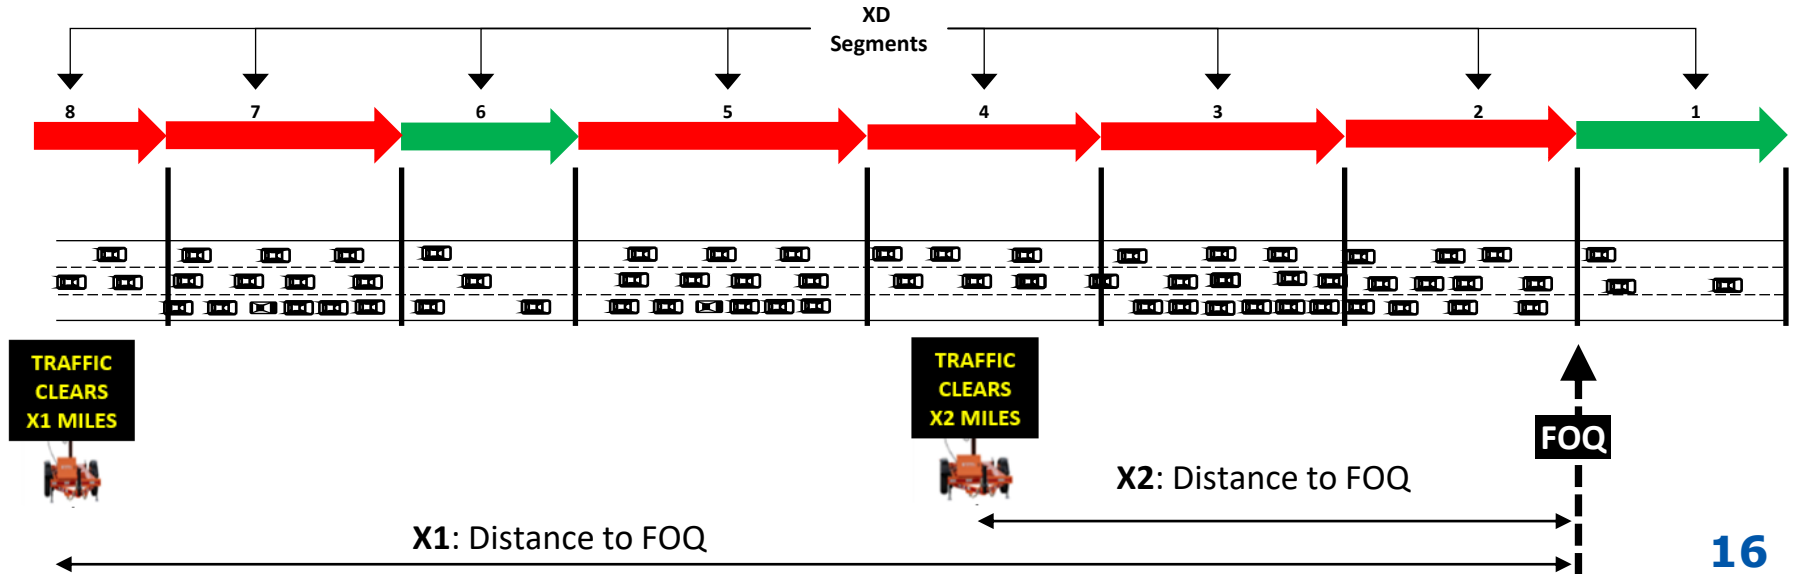 XD
Segments
8 7 6 5 4 3 2 1
TRAFFIC
CLEARS
X1 MILES
TRAFFIC
CLEARS
X2 MILES
FOQ
X2: Distance to FOQ
X1: Distance to FOQ
16